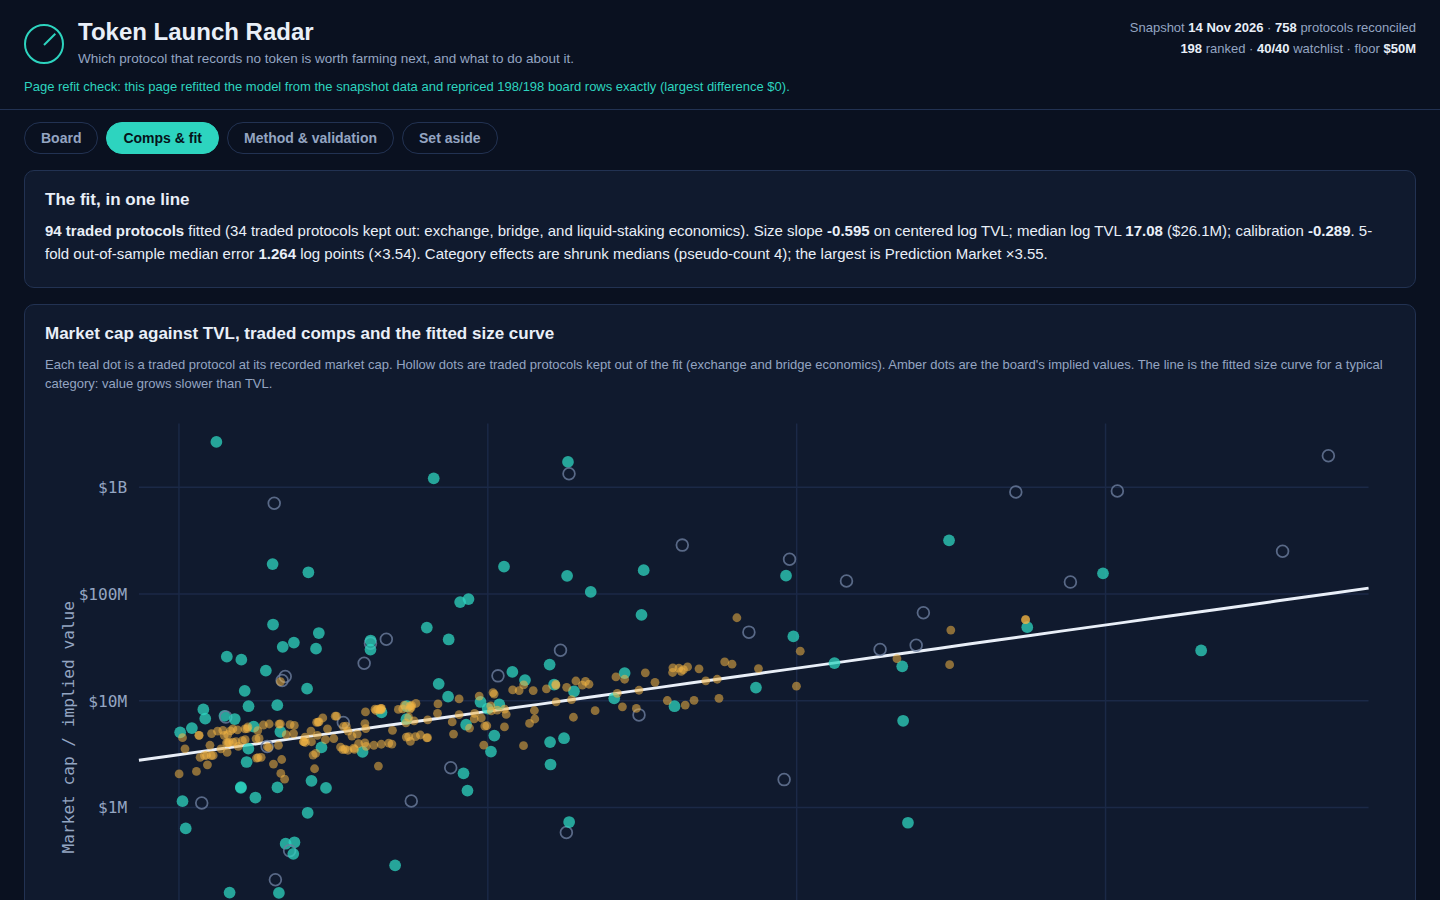 Token Launch Radar
Which protocol that records no token is worth farming next, and what to do about it.
Snapshot 14 Nov 2026 · 758 protocols reconciled
198 ranked · 40/40 watchlist · floor $50M
Page refit check: this page refitted the model from the snapshot data and repriced 198/198 board rows exactly (largest difference $0).
Board
Comps & fit
Method & validation
Set aside
The fit, in one line
94 traded protocols fitted (34 traded protocols kept out: exchange, bridge, and liquid-staking economics). Size slope -0.595 on centered log TVL; median log TVL 17.08 ($26.1M); calibration -0.289. 5-
fold out-of-sample median error 1.264 log points (×3.54). Category effects are shrunk medians (pseudo-count 4); the largest is Prediction Market ×3.55.
Market cap against TVL, traded comps and the fitted size curve
Each teal dot is a traded protocol at its recorded market cap. Hollow dots are traded protocols kept out of the fit (exchange and bridge economics). Amber dots are the board's implied values. The line is the fitted size curve for a typical
category: value grows slower than TVL.
$1B
$100M
$10M
$1M
Market cap / implied value